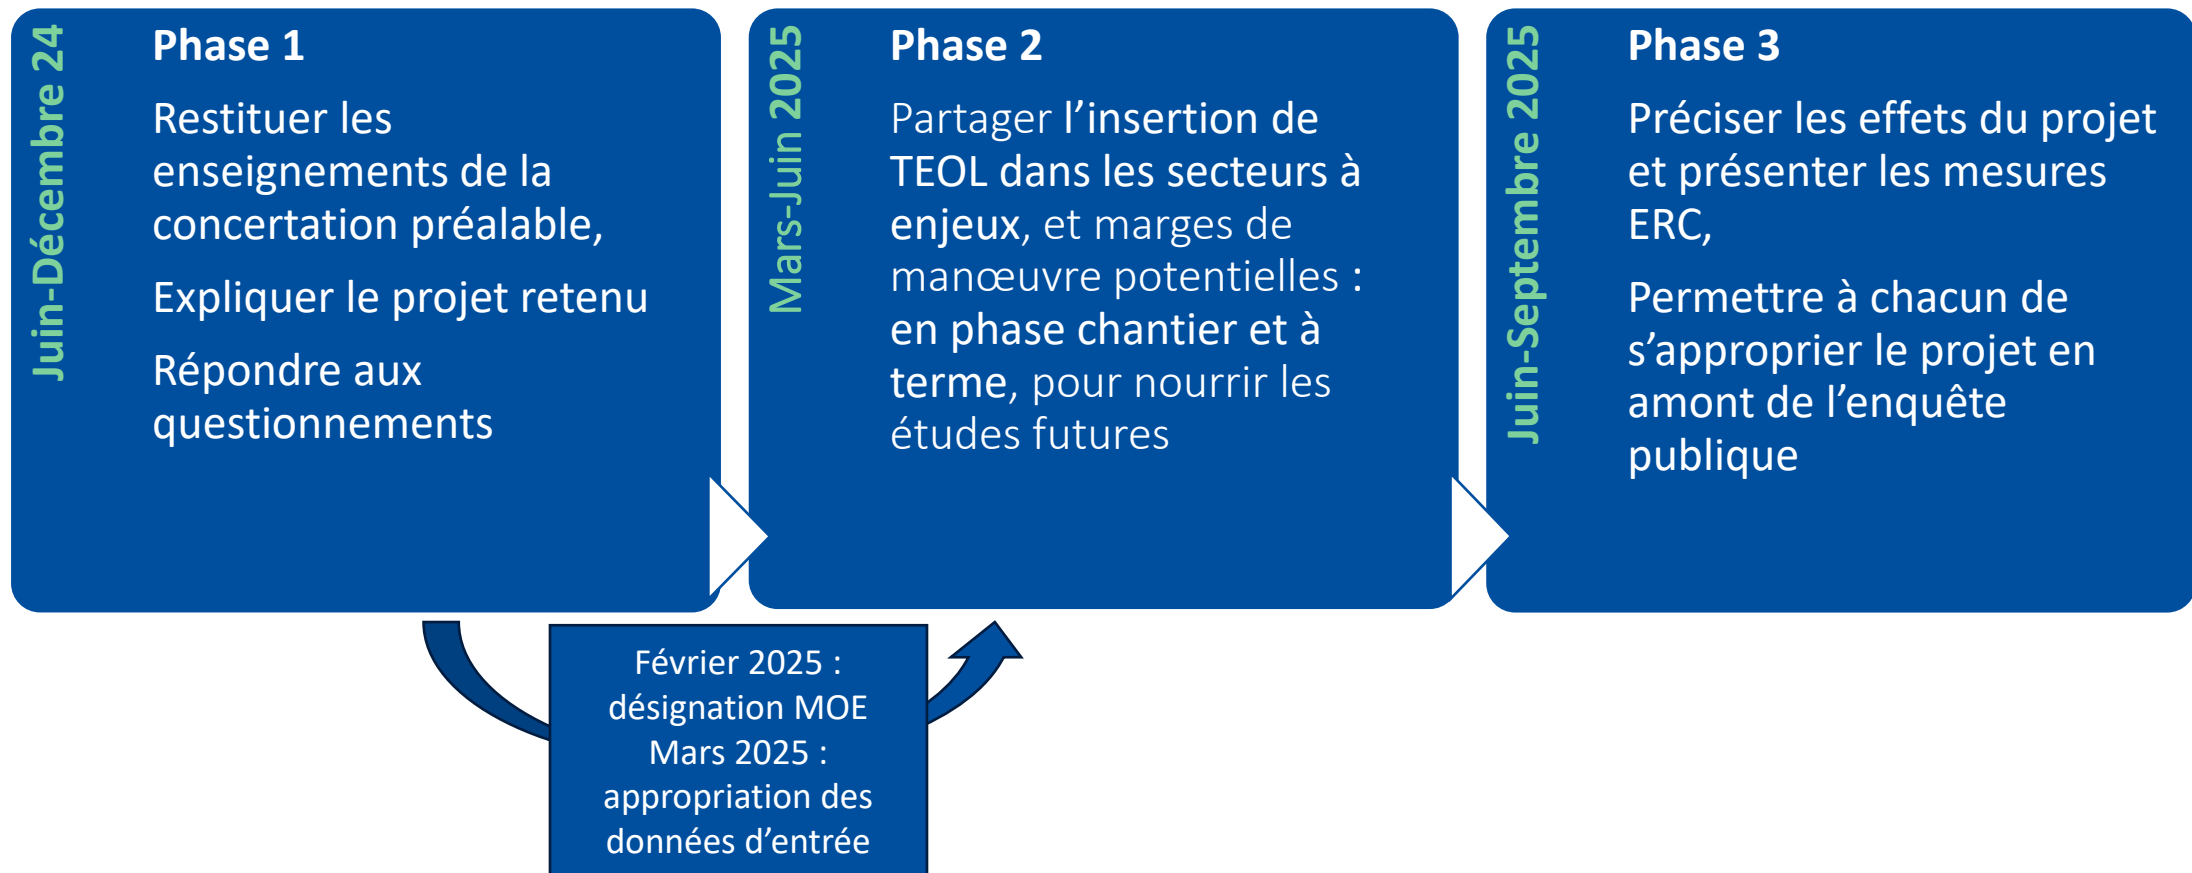 Juin-Décembre 24
Phase 1
Restituer les
enseignements de la
concertation préalable,
Expliquer le projet retenu
Répondre aux
questionnements
Mars-Juin 2025
Phase 2
Partager l’insertion de
TEOL dans les secteurs à
enjeux, et marges de
manœuvre potentielles :
en phase chantier et à
terme, pour nourrir les
études futures
Juin-Septembre 2025
Phase 3
Préciser les effets du projet
et présenter les mesures
ERC,
Permettre à chacun de
s’approprier le projet en
amont de l’enquête
publique
Février 2025 :
désignation MOE
Mars 2025 :
appropriation des
données d’entrée